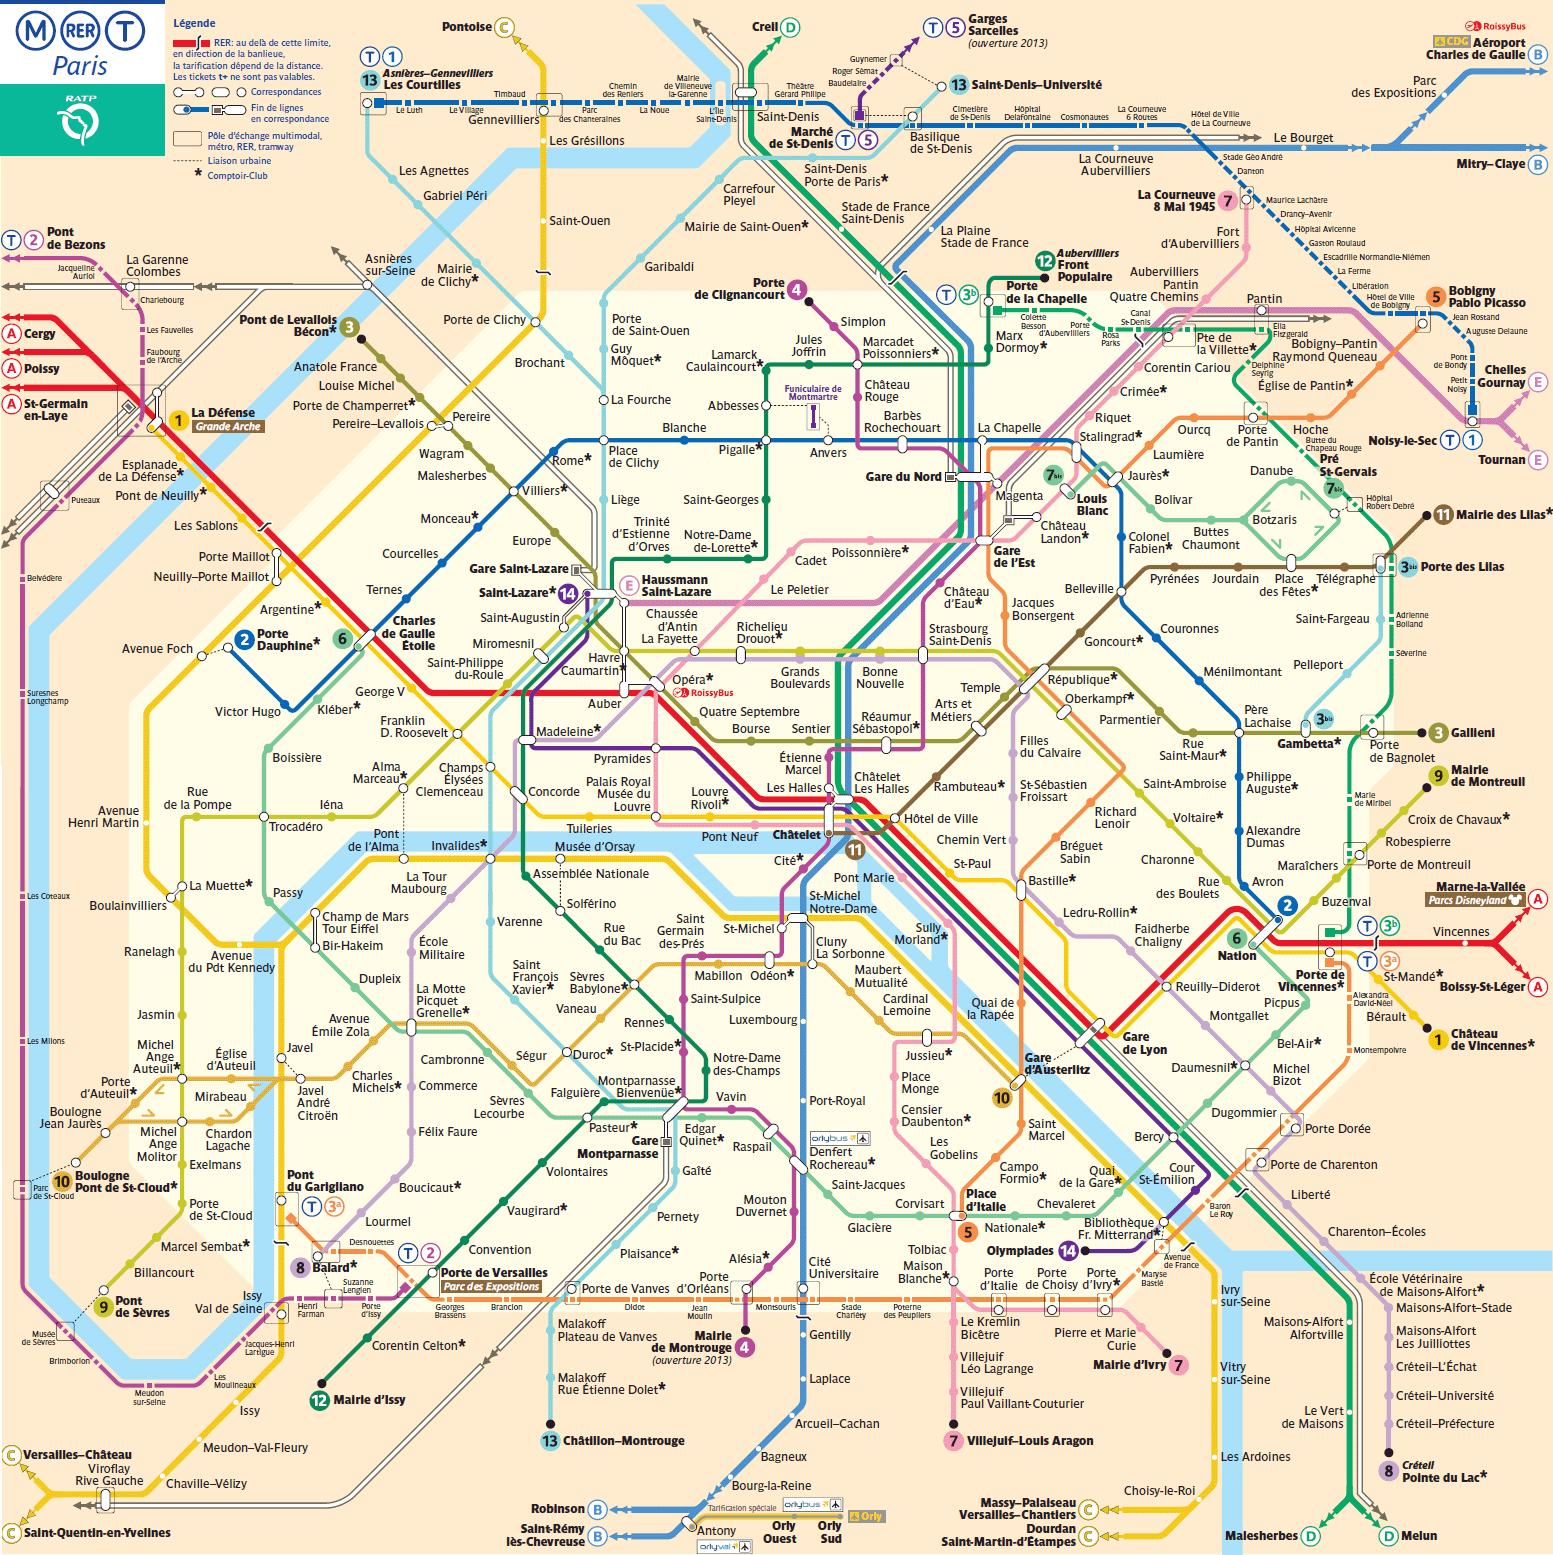 M RER T
Paris
RATP
Légende
RER: au delà de cette limite,
en direction de la banlieue,
la tarification dépend de la distance.
Les tickets t+ ne sont pas valables.
Correspondances
Fin de lignes
en correspondance
Pôle d'échange multimodal,
métro, RER, tramway
Liaison urbaine
* Comptoir-Club
Pontoise C
Creil D
T 5 Garges
Sarcelles
(ouverture 2013)
RoissyBus
CDG Aéroport
Charles de Gaulle B
T 1
13 Asnières–Gennevilliers
Les Courtilles
Le Luth
Le Village
Timbaud
Gennevilliers
Parc
des Chanteraines
Chemin
des Reniers
La Noue
Mairie
de Villeneuve
la-Garenne
L'Île
Saint-Denis
Saint-Denis
Théâtre
Gérard Philipe
Guynemer
Roger Sémat
Baudelaire
13 Saint-Denis–Université
Marché
de St-Denis T 5
Basilique
de St-Denis
Cimetière
de St-Denis
Hôpital
Delafontaine
Cosmonautes
La Courneuve
6 Routes
Hôtel de Ville
de La Courneuve
Stade Géo André
Danton
Parc
des Expositions
Le Bourget
Mitry–Claye B
La Courneuve
Aubervilliers
Les Grésillons
Les Agnettes
Gabriel Péri
Saint-Ouen
Mairie
de Clichy*
Saint-Denis
Porte de Paris*
Carrefour
Pleyel
Mairie de Saint-Ouen*
Garibaldi
Stade de France
Saint-Denis
La Plaine
Stade de France
La Courneuve
8 Mai 1945 7
Fort
d'Aubervilliers
Aubervilliers
Pantin
Quatre Chemins
Maurice Lachâtre
Drancy–Avenir
Hôpital Avicenne
Gaston Roulaud
Escadrille Normandie–Niémen
La Ferme
Libération
Hôtel de Ville
de Bobigny
5 Bobigny
Pablo Picasso
Jean Rostand
Auguste Delaune
Pont
de Bondy
Petit
Noisy
Noisy-le-Sec T 1
Chelles
Gournay E
Tournan E
T 2 Pont
de Bezons
Jacqueline
Auriol
La Garenne
Colombes
Charlebourg
Les Fauvelles
Faubourg
de l'Arche
Asnières
sur-Seine
A Cergy
A Poissy
A St-Germain
en-Laye
1 La Défense
Grande Arche
Puteaux
Belvédère
Suresnes
Longchamp
Les Coteaux
Les Milons
Parc
de St-Cloud
Musée
de Sèvres
Brimborion
Meudon
sur-Seine
Les
Moulineaux
Jacques-Henri
Lartigue
Esplanade
de La Défense*
Pont de Neuilly*
Les Sablons
Porte Maillot
Neuilly–Porte Maillot
Argentine*
Pont de Levallois
Bécon* 3
Anatole France
Louise Michel
Porte de Champerret*
Pereire–Levallois
Pereire
Wagram
Malesherbes
Porte de Clichy
Brochant
Porte
de Saint-Ouen
Guy
Môquet*
La Fourche
Place
de Clichy
Liège
Blanche
Pigalle*
Anvers
Abbesses
Funiculaire de
Montmartre
Lamarck
Caulaincourt*
Jules
Joffrin
Porte
de Clignancourt 4
Simplon
Marcadet
Poissonniers*
Château
Rouge
Barbès
Rochechouart
La Chapelle
12 Aubervilliers
Front
Populaire
T 3b Porte
de la Chapelle
Marx
Dormoy*
Colette
Besson
Porte
d'Aubervilliers
Canal
St-Denis
Rosa
Parks
Pantin
Ella
Fitzgerald
Pte de
la Villette*
Bobigny–Pantin
Raymond Queneau
Delphine
Seyrig
Église de Pantin*
Corentin Cariou
Crimée*
Riquet
Stalingrad*
Ourcq
Laumière
Jaurès*
Porte
de Pantin
Hoche
Butte du
Chapeau Rouge
Pré
St-Gervais
7bis
Danube
Botzaris
Hôpital
Robert Debré
Bolivar
Buttes
Chaumont
7bis Louis
Blanc
Château
Landon*
Magenta
Gare du Nord
Gare
de l'Est
Colonel
Fabien*
Belleville
Pyrénées
Jourdain
Place
des Fêtes*
Télégraphe
11 Mairie des Lilas*
3bis Porte des Lilas
Adrienne
Bolland
Séverine
Saint-Fargeau
Pelleport
3bis
Gambetta*
Porte
de Bagnolet
3 Gallieni
9 Mairie
de Montreuil
Croix de Chavaux*
Robespierre
Porte de Montreuil
Marie
de Miribel
Maraîchers
Buzenval
Rome*
Villiers*
Monceau*
Courcelles
Ternes
Europe
Charles
de Gaulle
Étoile
6
2 Porte
Dauphine*
Avenue Foch
Victor Hugo
Kléber*
Boissière
George V
Franklin
D. Roosevelt
Gare Saint-Lazare
Saint-Lazare* 14
Saint-Augustin
Miromesnil
Saint-Philippe
du-Roule
E Haussmann
Saint-Lazare
Trinité
d'Estienne
d'Orves
Notre-Dame
de-Lorette*
Saint-Georges
Cadet
Poissonnière*
Le Peletier
Chaussée
d'Antin
La Fayette
Richelieu
Drouot*
Havre
Caumartin*
Auber
Opéra*
RoissyBus
Grands
Boulevards
Bonne
Nouvelle
Strasbourg
Saint-Denis
Château
d'Eau*
Jacques
Bonsergent
Goncourt*
Couronnes
Ménilmontant
Père
Lachaise
République*
Oberkampf*
Parmentier
Rue
Saint-Maur*
Temple
Arts et
Métiers
Quatre Septembre
Bourse
Sentier
Réaumur
Sébastopol*
Étienne
Marcel
Les Halles
Châtelet
Les Halles
Châtelet
11
Hôtel de Ville
Rambuteau*
Filles
du Calvaire
St-Sébastien
Froissart
Chemin Vert
Richard
Lenoir
Bréguet
Sabin
Bastille*
Saint-Ambroise
Voltaire*
Charonne
Rue
des Boulets
Philippe
Auguste*
Alexandre
Dumas
Avron
2
6
Nation
Madeleine*
Pyramides
Palais Royal
Musée du
Louvre
Louvre
Rivoli*
Tuileries
Concorde
Pont Neuf
Champs
Élysées
Clemenceau
Alma
Marceau*
Iéna
Trocadéro
Rue
de la Pompe
Avenue
Henri Martin
La Muette*
Boulainvilliers
Ranelagh
Jasmin
Avenue
du Pdt Kennedy
Passy
Pont
de l'Alma
Invalides*
Musée d'Orsay
Assemblée Nationale
La Tour
Maubourg
Solférino
Varenne
Rue
du Bac
Champ de Mars
Tour Eiffel
Bir-Hakeim
Dupleix
École
Militaire
La Motte
Picquet
Grenelle*
Saint
François
Xavier*
Sèvres
Babylone*
Vaneau
Saint
Germain
des-Prés
Mabillon
Odéon*
Saint-Sulpice
St-Placide*
Rennes
Cité*
St-Michel
St-Michel
Notre-Dame
Cluny
La Sorbonne
Maubert
Mutualité
Cardinal
Lemoine
Jussieu*
Luxembourg
Port-Royal
Notre-Dame
des-Champs
Vavin
Pont Marie
Sully
Morland*
St-Paul
Quai de
la Rapée
Ledru-Rollin*
Faidherbe
Chaligny
Reuilly–Diderot
Montgallet
Picpus
Bel-Air*
Daumesnil*
Michel
Bizot
Dugommier
Porte Dorée
Bercy
Porte de Charenton
Gare
de Lyon
Gare
d'Austerlitz
10
T 3b
T 3a
Porte de
Vincennes*
Alexandra
David-Néel
Montempoivre
St-Mandé*
Bérault
1 Château
de Vincennes*
Vincennes
Marne-la-Vallée
Parcs Disneyland A
Boissy-St-Léger A
Michel
Ange
Auteuil*
Église
d'Auteuil
Porte
d'Auteuil*
Mirabeau
Javel
Javel
André
Citroën
Boulogne
Jean Jaurès
Michel
Ange
Molitor
Chardon
Lagache
10 Boulogne
Pont de St-Cloud*
Exelmans
Porte
de St-Cloud
Marcel Sembat*
Billancourt
9 Pont
de Sèvres
Avenue
Émile Zola
Charles
Michels*
Commerce
Félix Faure
Boucicaut*
Lourmel
8 Balard*
Pont
du Garigliano
T 3a
Desnouettes
Suzanne
Lenglen
Porte
d'Issy
Henri
Farman
Issy
Val de Seine
Issy
Meudon–Val-Fleury
Chaville–Vélizy
Viroflay
Rive Gauche
C Versailles–Château
C Saint-Quentin-en-Yvelines
Cambronne
Ségur
Duroc*
Sèvres
Lecourbe
Falguière
Montparnasse
Bienvenüe*
Pasteur*
Gare
Montparnasse
Edgar
Quinet*
Volontaires
Vaugirard*
Convention
T 2
Porte de Versailles
Parc des Expositions
Corentin Celton*
12 Mairie d'Issy
Gaîté
Pernety
Plaisance*
Porte de Vanves
Malakoff
Plateau de Vanves
Malakoff
Rue Étienne Dolet*
13 Châtillon–Montrouge
Raspail
orlybus
Denfert
Rochereau*
Mouton
Duvernet
Alésia*
Porte
d'Orléans
Mairie
de Montrouge 4
(ouverture 2013)
Saint-Jacques
Glacière
Corvisart
Place
d'Italie
5
Nationale*
Chevaleret
Quai
de la Gare*
Place
Monge
Censier
Daubenton*
Les
Gobelins
Saint
Marcel
Campo
Formio*
Cour
St-Émilion
Bibliothèque
Fr. Mitterrand*
Olympiades 14
Tolbiac
Maison
Blanche*
Porte
d'Italie
Porte
de Choisy
Porte
d'Ivry*
Maryse
Bastié
Avenue
de France
Baron
Le Roy
Georges
Brassens
Brancion
Didot
Jean
Moulin
Montsouris
Cité
Universitaire
Stade
Charléty
Poterne
des Peupliers
Gentilly
Laplace
Arcueil–Cachan
Bagneux
Bourg-la-Reine
Tarification spéciale
orlybus
Robinson B
Saint-Rémy
lès-Chevreuse B
Antony
orlyval
Orly
Ouest
Orly
Sud
Orly
Le Kremlin
Bicêtre
Villejuif
Léo Lagrange
Villejuif
Paul Vaillant-Couturier
7 Villejuif–Louis Aragon
Pierre et Marie
Curie
Mairie d'Ivry 7
Ivry
sur-Seine
Vitry
sur-Seine
Les Ardoines
Choisy-le-Roi
Massy–Palaiseau
Versailles–Chantiers C
Dourdan
Saint-Martin-d'Étampes C
Liberté
Charenton–Écoles
École Vétérinaire
de Maisons-Alfort*
Maisons-Alfort–Stade
Maisons-Alfort
Les Juilliottes
Créteil–L'Échat
Créteil–Université
Créteil–Préfecture
8 Créteil
Pointe du Lac*
Maisons-Alfort
Alfortville
Le Vert
de Maisons
Malesherbes D
D Melun